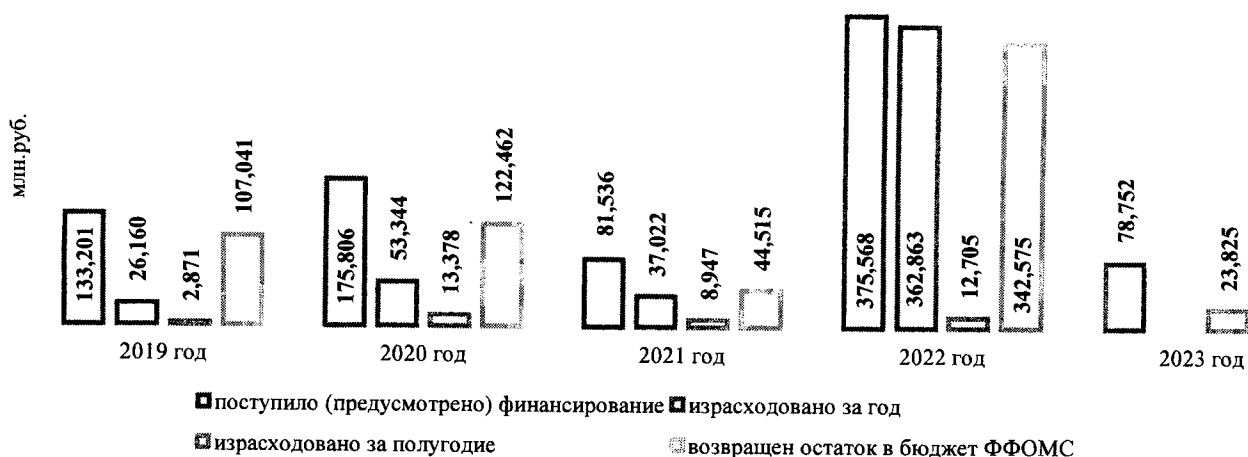 млн.руб.
133,201
26,160
2,871
107,041
175,806
53,344
13,378
122,462
81,536
37,022
8,947
44,515
375,568
362,863
12,705
342,575
78,752
23,825
2019 год
2020 год
2021 год
2022 год
2023 год
поступило (предусмотрено) финансирование
израсходовано за год
израсходовано за полугодие
возвращен остаток в бюджет ФФОМС